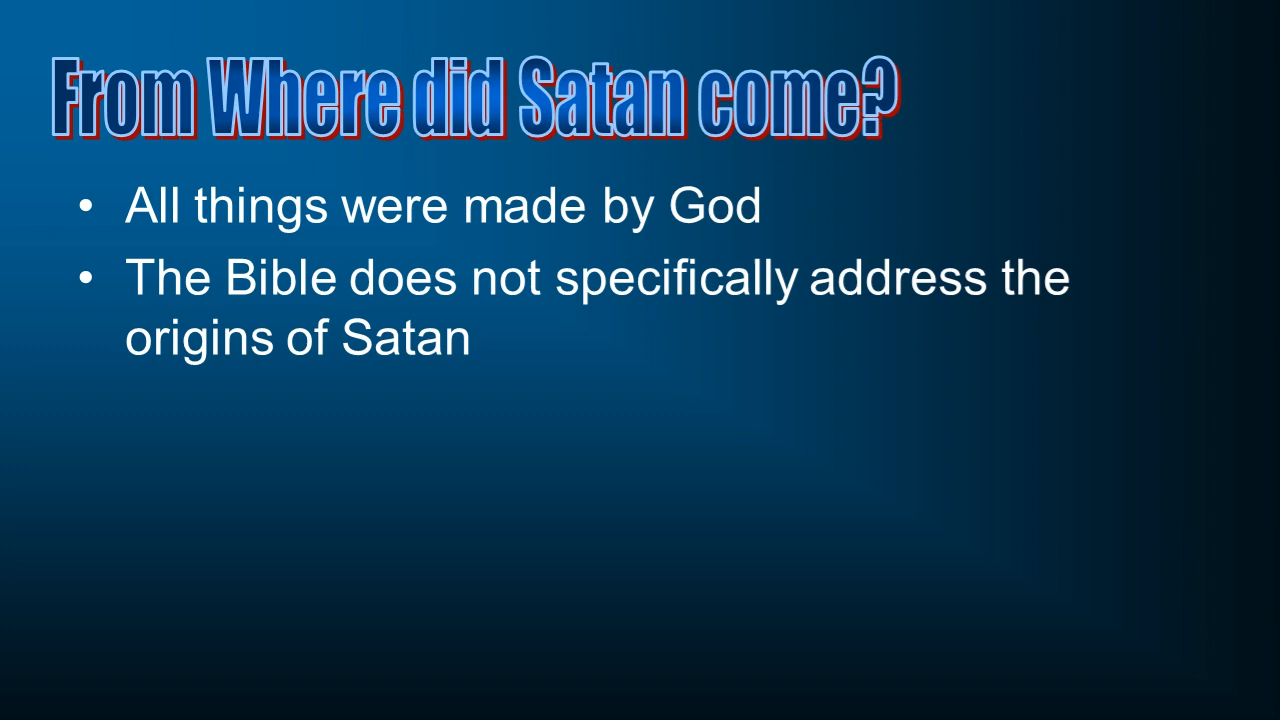 From Where did Satan come?
• All things were made by God
• The Bible does not specifically address the
origins of Satan